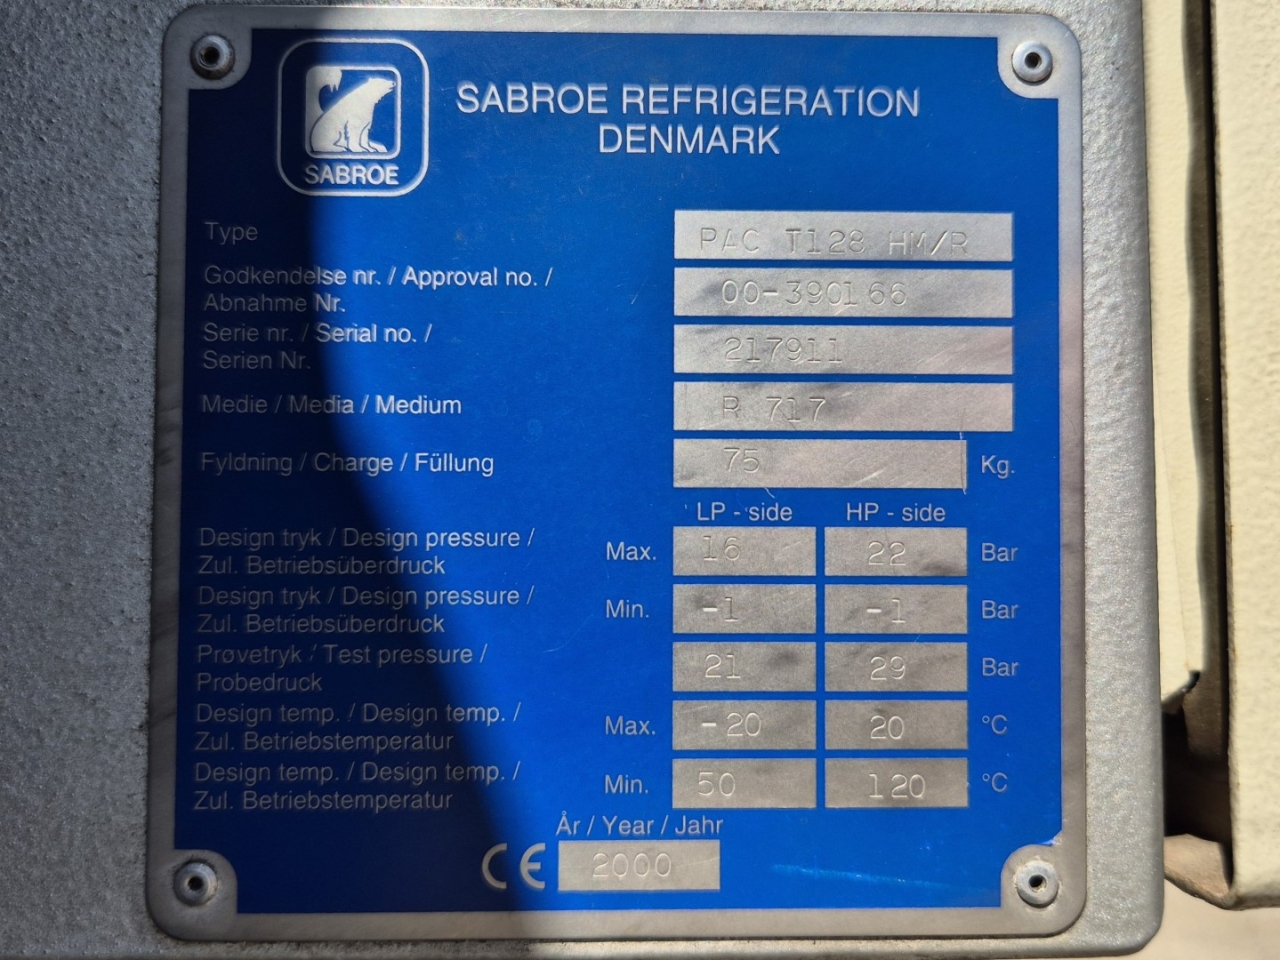 SABROE
SABROE REFRIGERATION
DENMARK
Type PAC T128 HM/R
Godkendelse nr. / Approval no. /
Abnahme Nr. 00-390166
Serie nr. / Serial no. /
Serien Nr. 217911
Medie / Media / Medium R 717
Fyldning / Charge / Füllung 75 Kg.
LP - side HP - side
Design tryk / Design pressure /
Zul. Betriebsüberdruck Max. 16 22 Bar
Design tryk / Design pressure /
Zul. Betriebsüberdruck Min. -1 -1 Bar
Prøvetryk / Test pressure /
Probedruck 21 29 Bar
Design temp. / Design temp. /
Zul. Betriebstemperatur Max. -20 20 °C
Design temp. / Design temp. /
Zul. Betriebstemperatur Min. 50 120 °C
År / Year / Jahr
CE 2000